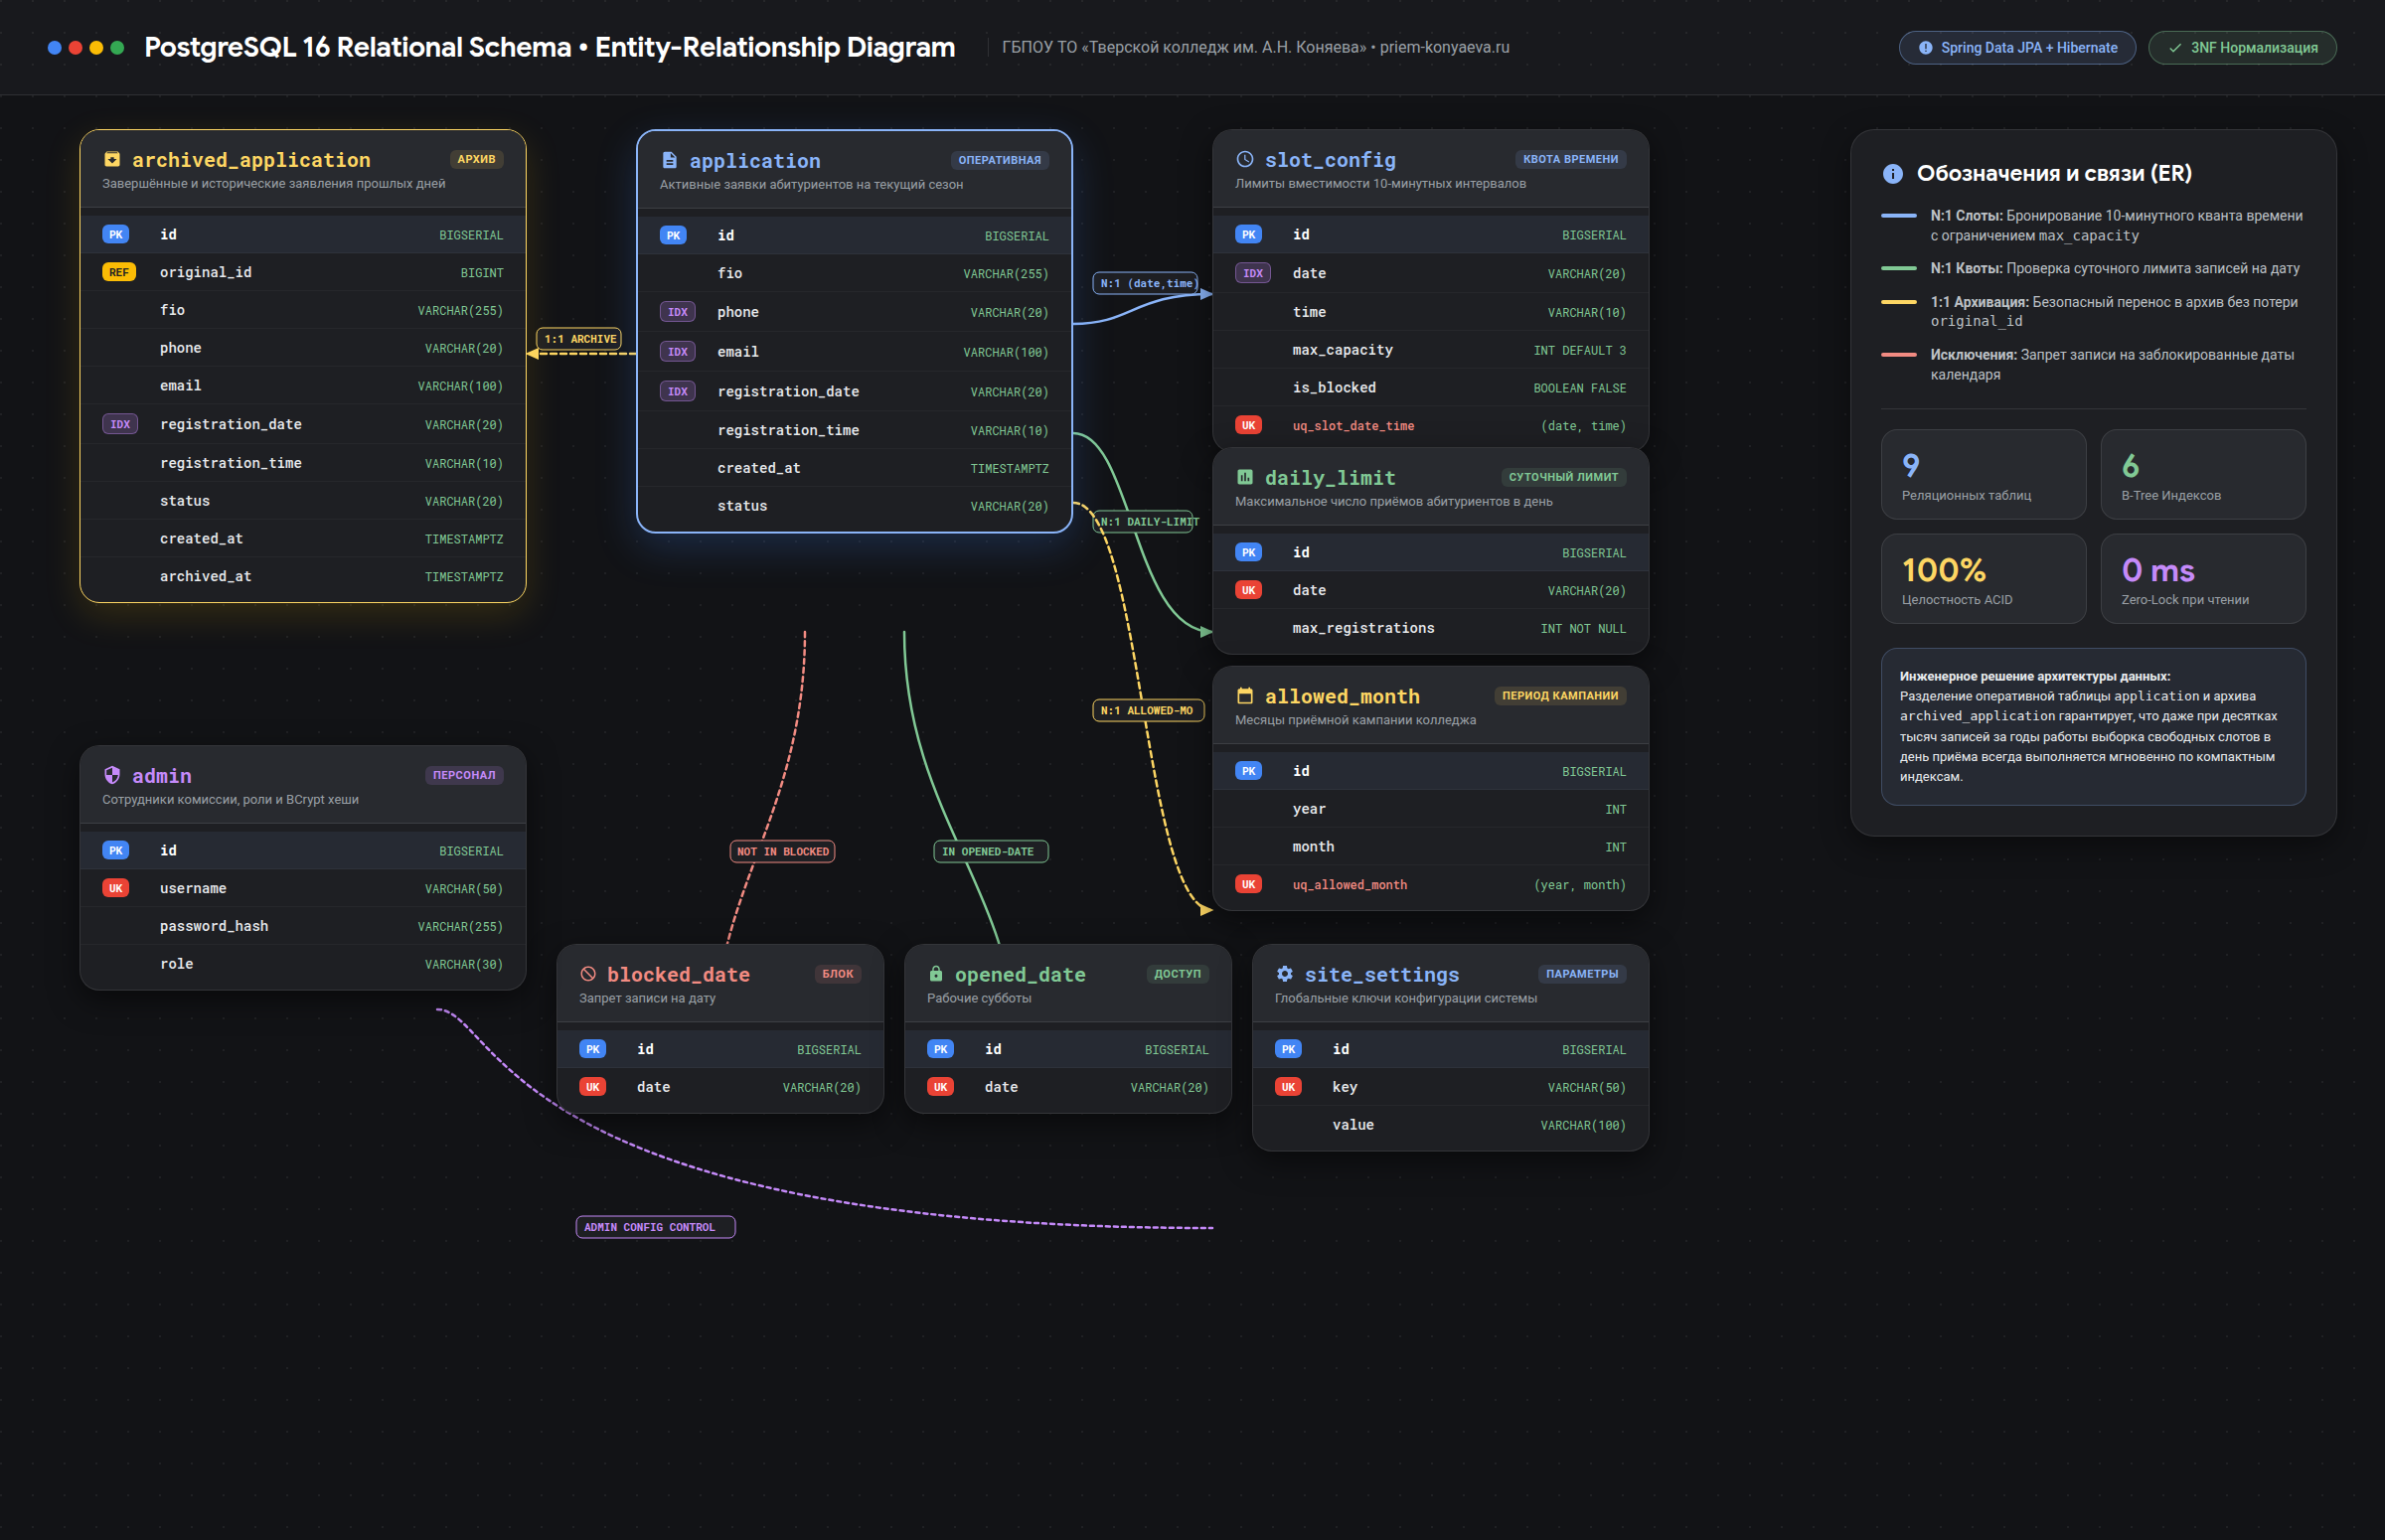 PostgreSQL 16 Relational Schema • Entity-Relationship Diagram
ГБПОУ ТО «Тверской колледж им. А.Н. Коняева» • priem-konyaeva.ru
Spring Data JPA + Hibernate
3NF Нормализация
archived_application
АРХИВ
Завершённые и исторические заявления прошлых дней
PK id BIGSERIAL
REF original_id BIGINT
fio VARCHAR(255)
phone VARCHAR(20)
email VARCHAR(100)
IDX registration_date VARCHAR(20)
registration_time VARCHAR(10)
status VARCHAR(20)
created_at TIMESTAMPTZ
archived_at TIMESTAMPTZ
1:1 ARCHIVE
application
ОПЕРАТИВНАЯ
Активные заявки абитуриентов на текущий сезон
PK id BIGSERIAL
fio VARCHAR(255)
IDX phone VARCHAR(20)
IDX email VARCHAR(100)
IDX registration_date VARCHAR(20)
registration_time VARCHAR(10)
created_at TIMESTAMPTZ
status VARCHAR(20)
N:1 (date,time)
N:1 DAILY-LIMIT
N:1 ALLOWED-MO
slot_config
КВОТА ВРЕМЕНИ
Лимиты вместимости 10-минутных интервалов
PK id BIGSERIAL
IDX date VARCHAR(20)
time VARCHAR(10)
max_capacity INT DEFAULT 3
is_blocked BOOLEAN FALSE
UK uq_slot_date_time (date, time)
daily_limit
СУТОЧНЫЙ ЛИМИТ
Максимальное число приёмов абитуриентов в день
PK id BIGSERIAL
UK date VARCHAR(20)
max_registrations INT NOT NULL
allowed_month
ПЕРИОД КАМПАНИИ
Месяцы приёмной кампании колледжа
PK id BIGSERIAL
year INT
month INT
UK uq_allowed_month (year, month)
Обозначения и связи (ER)
N:1 Слоты: Бронирование 10-минутного кванта времени
с ограничением max_capacity
N:1 Квоты: Проверка суточного лимита записей на дату
1:1 Архивация: Безопасный перенос в архив без потери
original_id
Исключения: Запрет записи на заблокированные даты
календаря
9
Реляционных таблиц
6
B-Tree Индексов
100%
Целостность ACID
0 ms
Zero-Lock при чтении
Инженерное решение архитектуры данных:
Разделение оперативной таблицы application и архива
archived_application гарантирует, что даже при десятках
тысяч записей за годы работы выборка свободных слотов в
день приёма всегда выполняется мгновенно по компактным
индексам.
admin
ПЕРСОНАЛ
Сотрудники комиссии, роли и BCrypt хеши
PK id BIGSERIAL
UK username VARCHAR(50)
password_hash VARCHAR(255)
role VARCHAR(30)
NOT IN BLOCKED
IN OPENED-DATE
blocked_date
БЛОК
Запрет записи на дату
PK id BIGSERIAL
UK date VARCHAR(20)
opened_date
ДОСТУП
Рабочие субботы
PK id BIGSERIAL
UK date VARCHAR(20)
site_settings
ПАРАМЕТРЫ
Глобальные ключи конфигурации системы
PK id BIGSERIAL
UK key VARCHAR(50)
value VARCHAR(100)
ADMIN CONFIG CONTROL